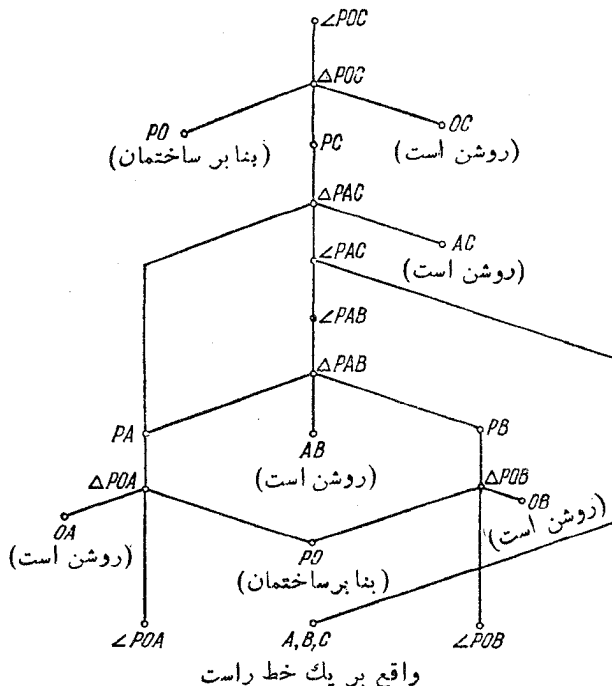 ∠POC
△POC
PO
OC
(بنا بر ساختمان)
(روشن است)
PC
△PAC
AC
∠PAC
(روشن است)
∠PAB
△PAB
PA
PB
AB
△POA
(روشن است)
△POB
OA
OB
(روشن است)
(روشن است)
PO
(بنا بر ساختمان)
∠POA
A, B, C
∠POB
واقع بر يك خط راست